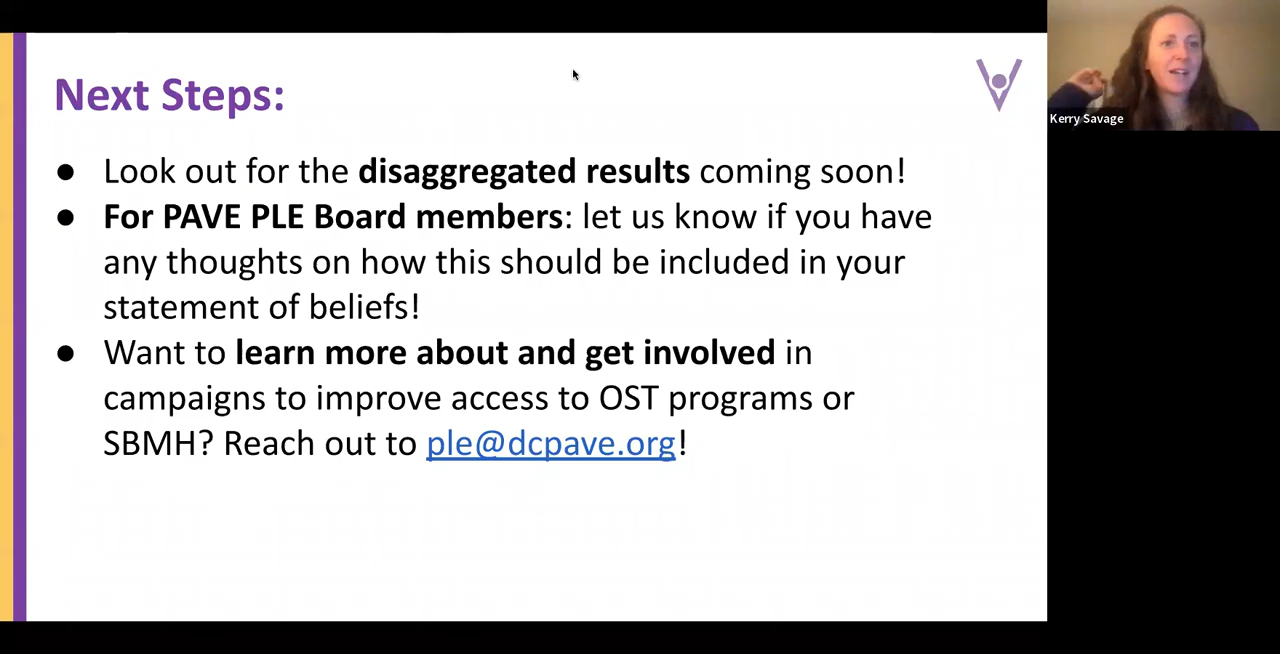 Next Steps:
● Look out for the disaggregated results coming soon!
● For PAVE PLE Board members: let us know if you have
any thoughts on how this should be included in your
statement of beliefs!
● Want to learn more about and get involved in
campaigns to improve access to OST programs or
SBMH? Reach out to ple@dcpave.org!
Kerry Savage